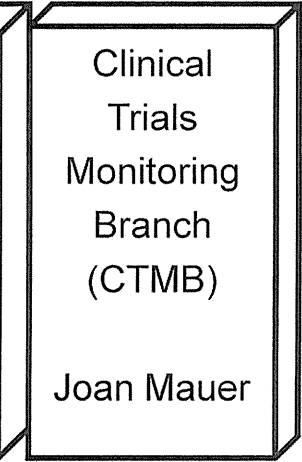 Clinical
Trials
Monitoring
Branch
(CTMB)
Joan Mauer